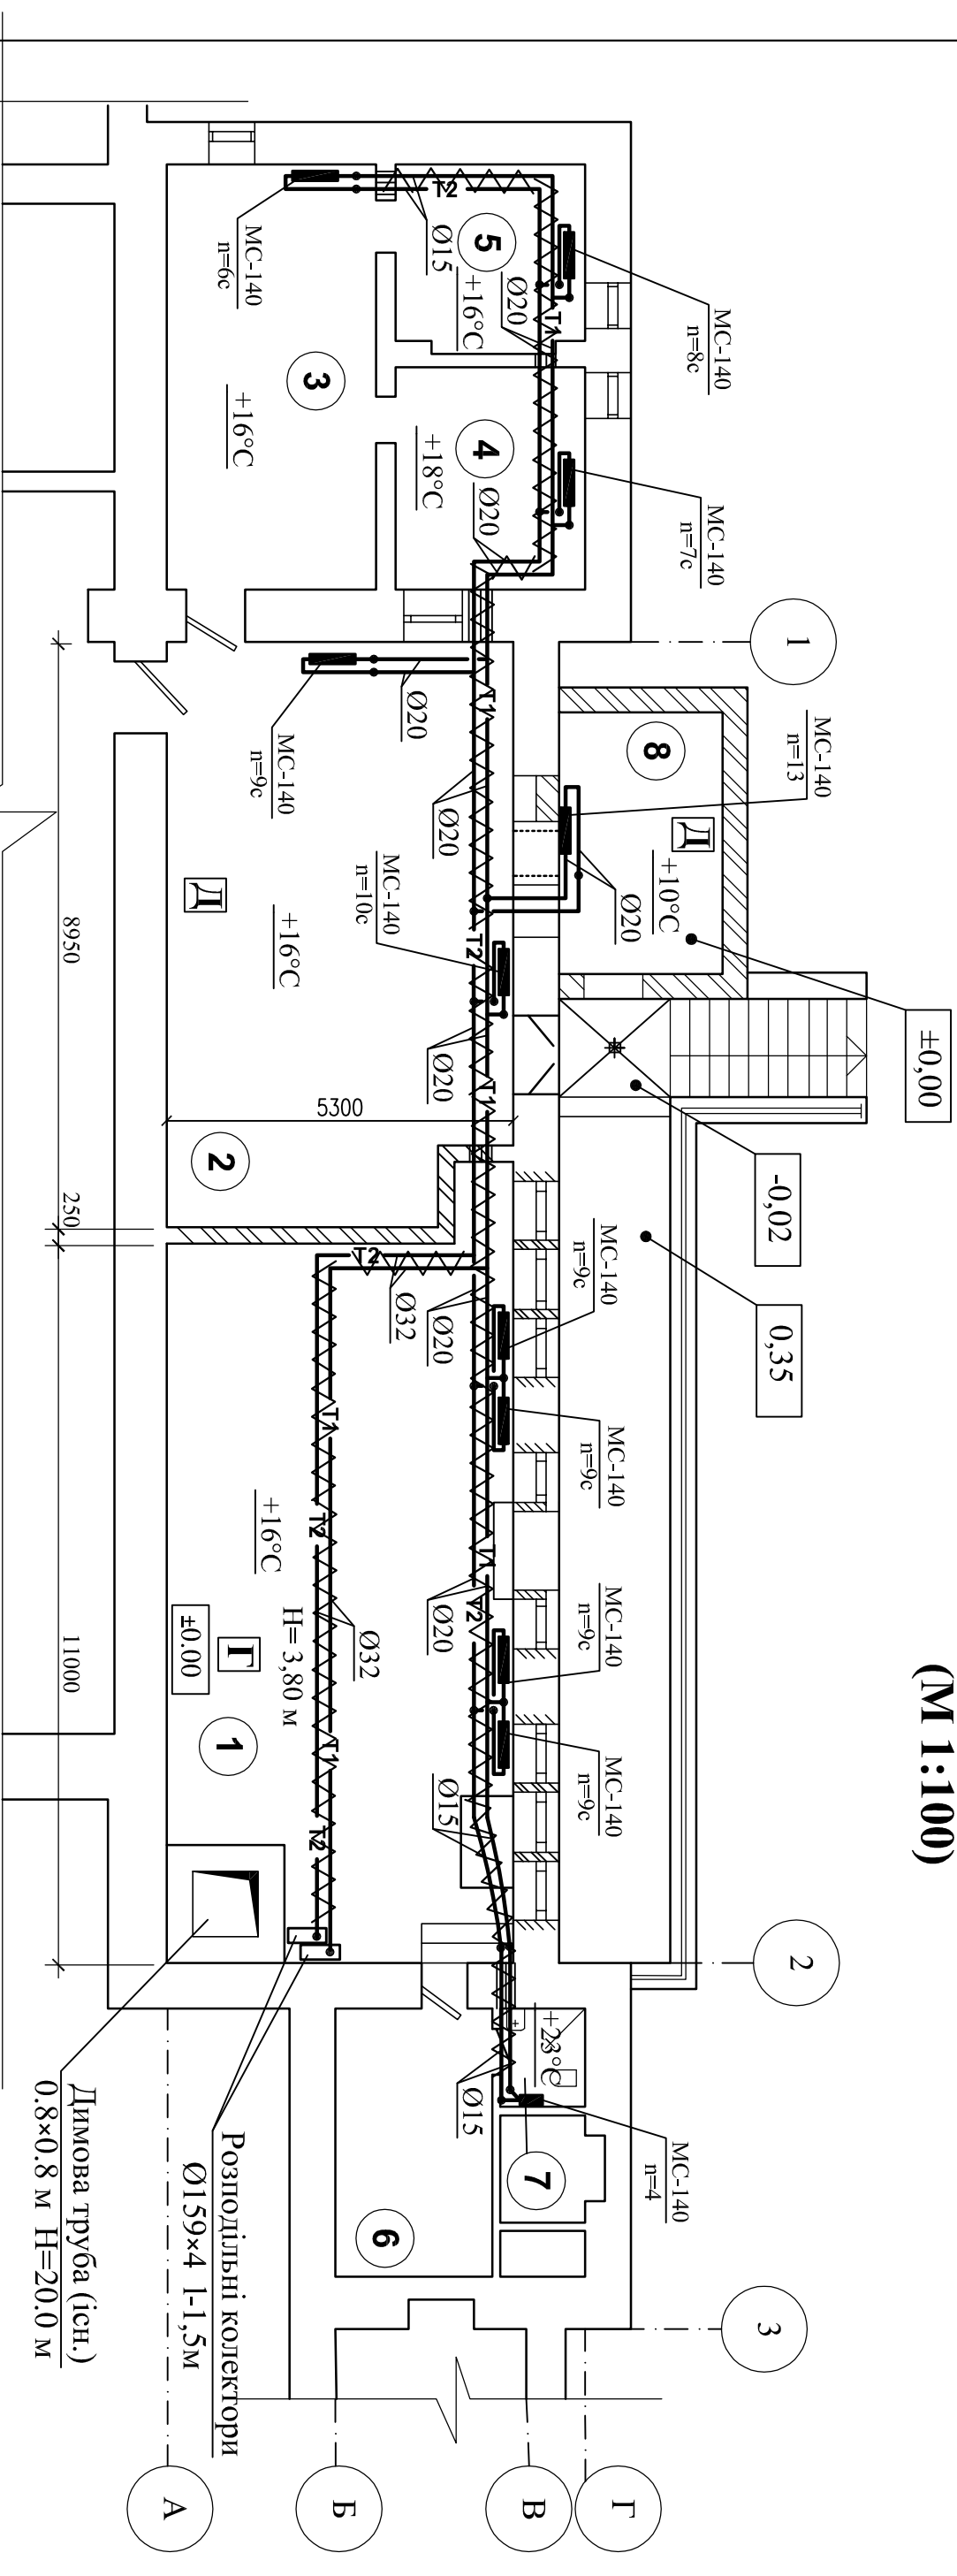 (М 1:100)
±0,00
-0,02
0,35
1
2
3
МС-140
n=8с
МС-140
n=7с
МС-140
n=13
МС-140
n=9с
МС-140
n=9с
МС-140
n=9с
МС-140
n=9с
МС-140
n=4
8
Д
+10°С
Ø20
5
+16°С
Ø15
Ø20
Т1
Т2
4
+18°С
Ø20
МС-140
n=6с
3
+16°С
Т1
Ø20
Ø20
МС-140
n=9с
МС-140
n=10с
Т2
Ø20
Т1
Д
+16°С
5300
2
Т2
Ø32
Ø20
Т1
Т2
Ø20
Ø15
Т1
Т2
Ø32
Т1
Т2
+16°С
Н= 3,80 м
Г
±0.00
1
+23°С
Ø15
7
6
8950
250
11000
Розподільні колектори
Ø159×4 l-1,5м
Димова труба (існ.)
0.8×0.8 м Н=20.0 м
А
Б
В
Г